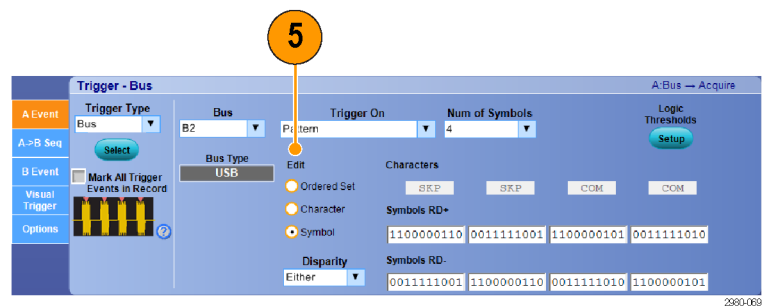 5
Trigger - Bus
A:Bus → Acquire
A Event
A->B Seq
B Event
Visual
Trigger
Options
Trigger Type
Bus
Select
Mark All Trigger
Events in Record
?
Bus
B2
Bus Type
USB
Trigger On
Pattern
Num of Symbols
4
Logic
Thresholds
Setup
Edit
Ordered Set
Character
Symbol
Disparity
Either
Characters
SKP SKP COM COM
Symbols RD+
1100000110 0011111001 1100000101 0011111010
Symbols RD-
0011111001 1100000110 0011111010 1100000101
2980-069